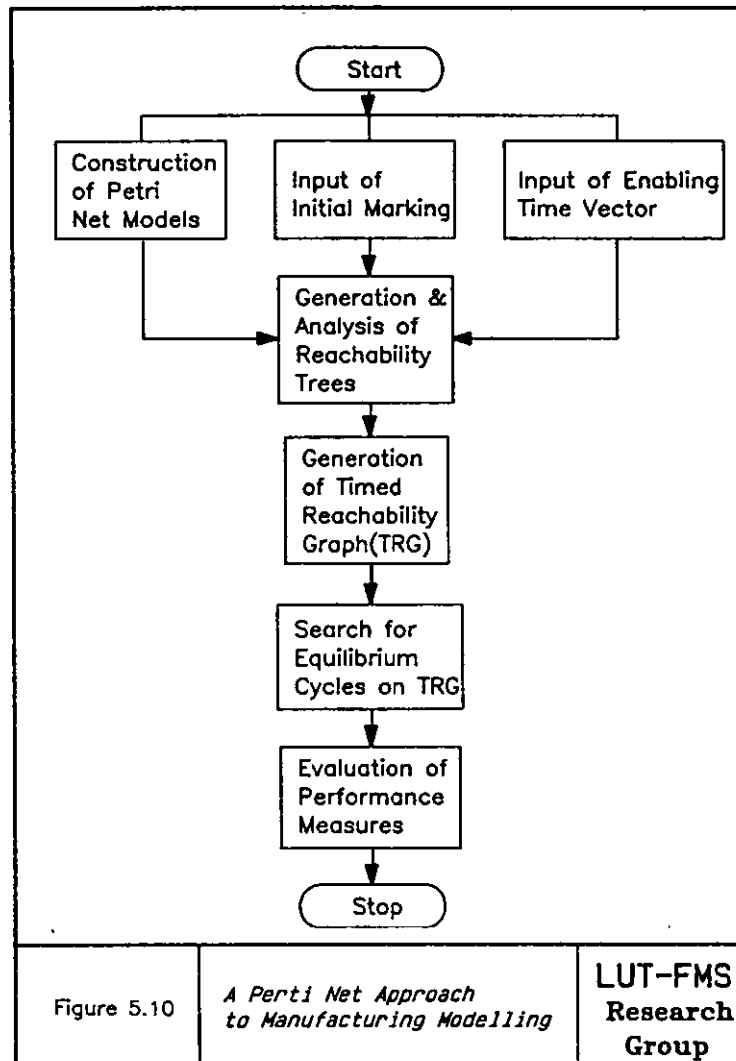 Start
Construction
of Petri
Net Models
Input of
Initial Marking
Input of Enabling
Time Vector
Generation &
Analysis of
Reachability
Trees
Generation
of Timed
Reachability
Graph(TRG)
Search for
Equilibrium
Cycles on TRG
Evaluation of
Performance
Measures
Stop
Figure 5.10
A Perti Net Approach
to Manufacturing Modelling
LUT-FMS
Research
Group